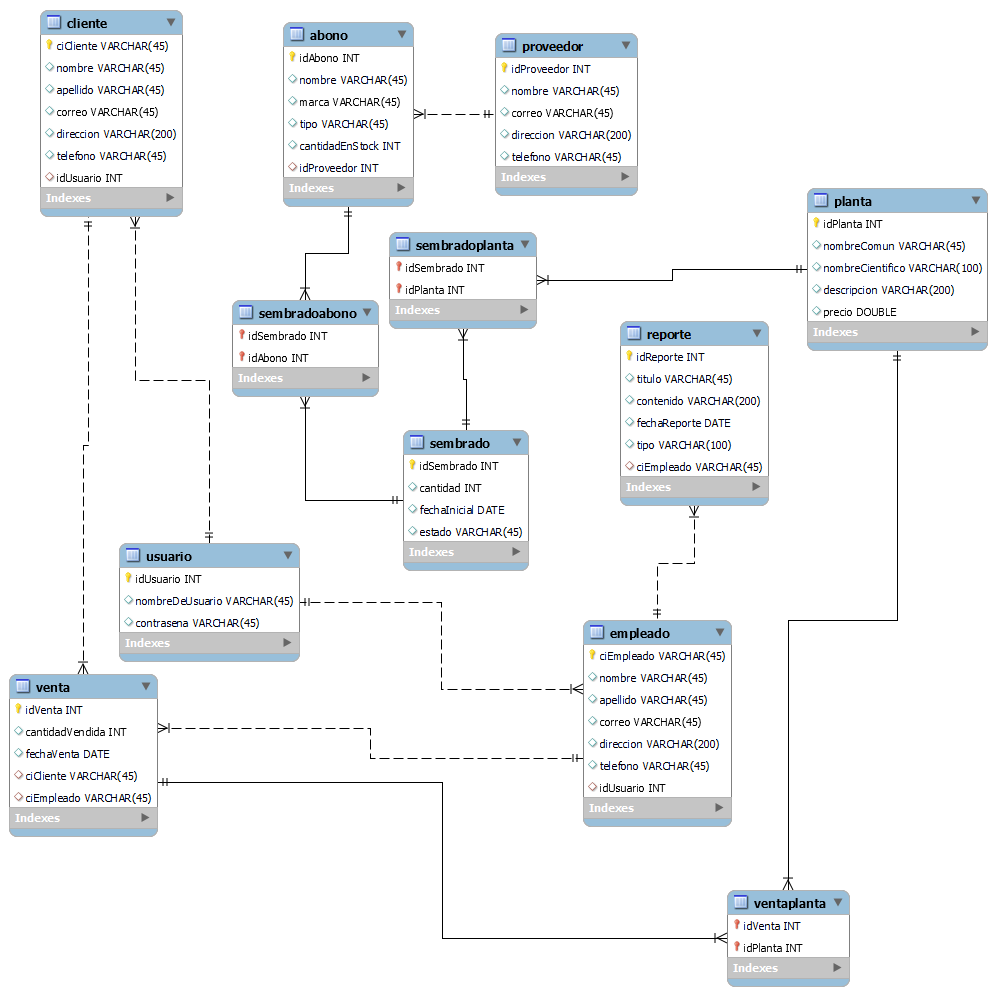 cliente
ciCliente VARCHAR(45)
nombre VARCHAR(45)
apellido VARCHAR(45)
correo VARCHAR(45)
direccion VARCHAR(200)
telefono VARCHAR(45)
idUsuario INT
Indexes
abono
idAbono INT
nombre VARCHAR(45)
marca VARCHAR(45)
tipo VARCHAR(45)
cantidadEnStock INT
idProveedor INT
Indexes
proveedor
idProveedor INT
nombre VARCHAR(45)
correo VARCHAR(45)
direccion VARCHAR(200)
telefono VARCHAR(45)
Indexes
planta
idPlanta INT
nombreComun VARCHAR(45)
nombreCientifico VARCHAR(100)
descripcion VARCHAR(200)
precio DOUBLE
Indexes
sembradoplanta
idSembrado INT
idPlanta INT
Indexes
sembradoabono
idSembrado INT
idAbono INT
Indexes
reporte
idReporte INT
titulo VARCHAR(45)
contenido VARCHAR(200)
fechaReporte DATE
tipo VARCHAR(100)
ciEmpleado VARCHAR(45)
Indexes
sembrado
idSembrado INT
cantidad INT
fechaInicial DATE
estado VARCHAR(45)
Indexes
usuario
idUsuario INT
nombreDeUsuario VARCHAR(45)
contrasena VARCHAR(45)
Indexes
empleado
ciEmpleado VARCHAR(45)
nombre VARCHAR(45)
apellido VARCHAR(45)
correo VARCHAR(45)
direccion VARCHAR(200)
telefono VARCHAR(45)
idUsuario INT
Indexes
venta
idVenta INT
cantidadVendida INT
fechaVenta DATE
ciCliente VARCHAR(45)
ciEmpleado VARCHAR(45)
Indexes
ventaplanta
idVenta INT
idPlanta INT
Indexes